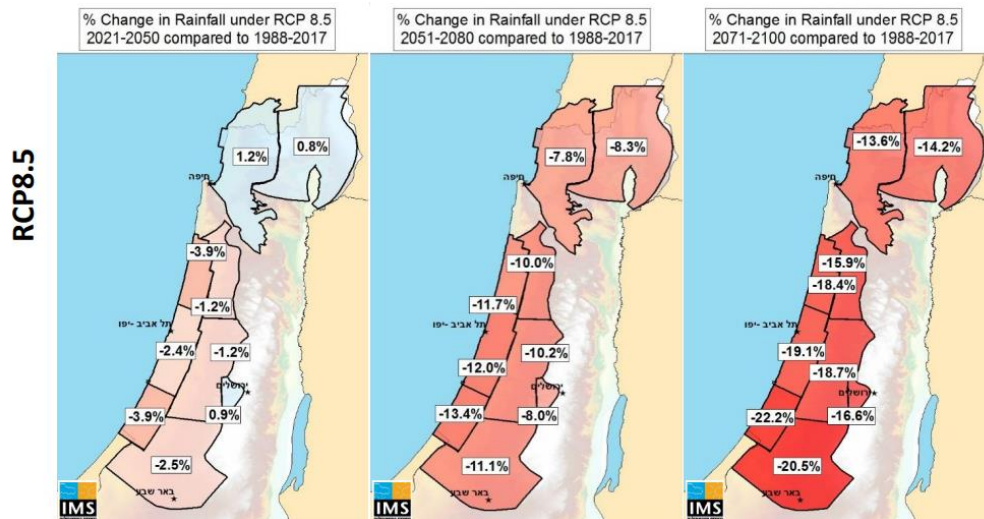 RCP8.5
% Change in Rainfall under RCP 8.5
2021-2050 compared to 1988-2017
1.2%
0.8%
חיפה
-3.9%
-1.2%
תל אביב -יפו
-2.4%
-1.2%
-3.9%
0.9%
ירושלים
-2.5%
באר שבע
IMS
% Change in Rainfall under RCP 8.5
2051-2080 compared to 1988-2017
-7.8%
-8.3%
חיפה
-10.0%
-11.7%
תל אביב -יפו
-10.2%
-12.0%
ירושלים
-13.4%
-8.0%
-11.1%
באר שבע
IMS
% Change in Rainfall under RCP 8.5
2071-2100 compared to 1988-2017
-13.6%
-14.2%
חיפה
-15.9%
-18.4%
תל אביב -יפו
-19.1%
-18.7%
ירושלים
-22.2%
-16.6%
-20.5%
באר שבע
IMS